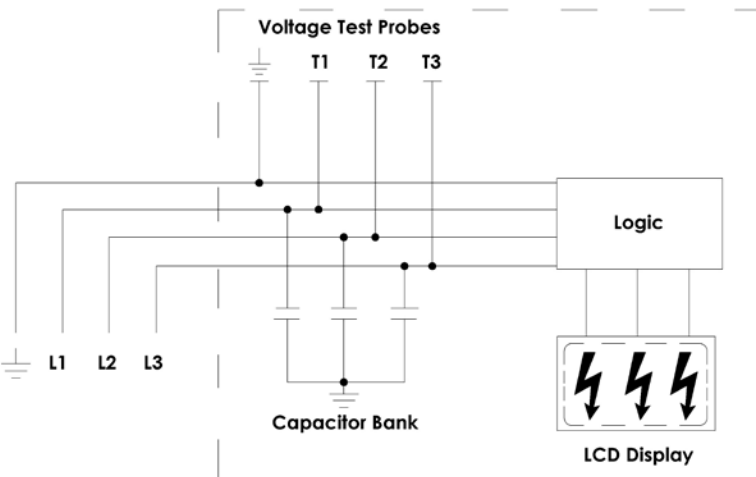 Voltage Test Probes
T1 T2 T3
Logic
L1 L2 L3
Capacitor Bank
LCD Display